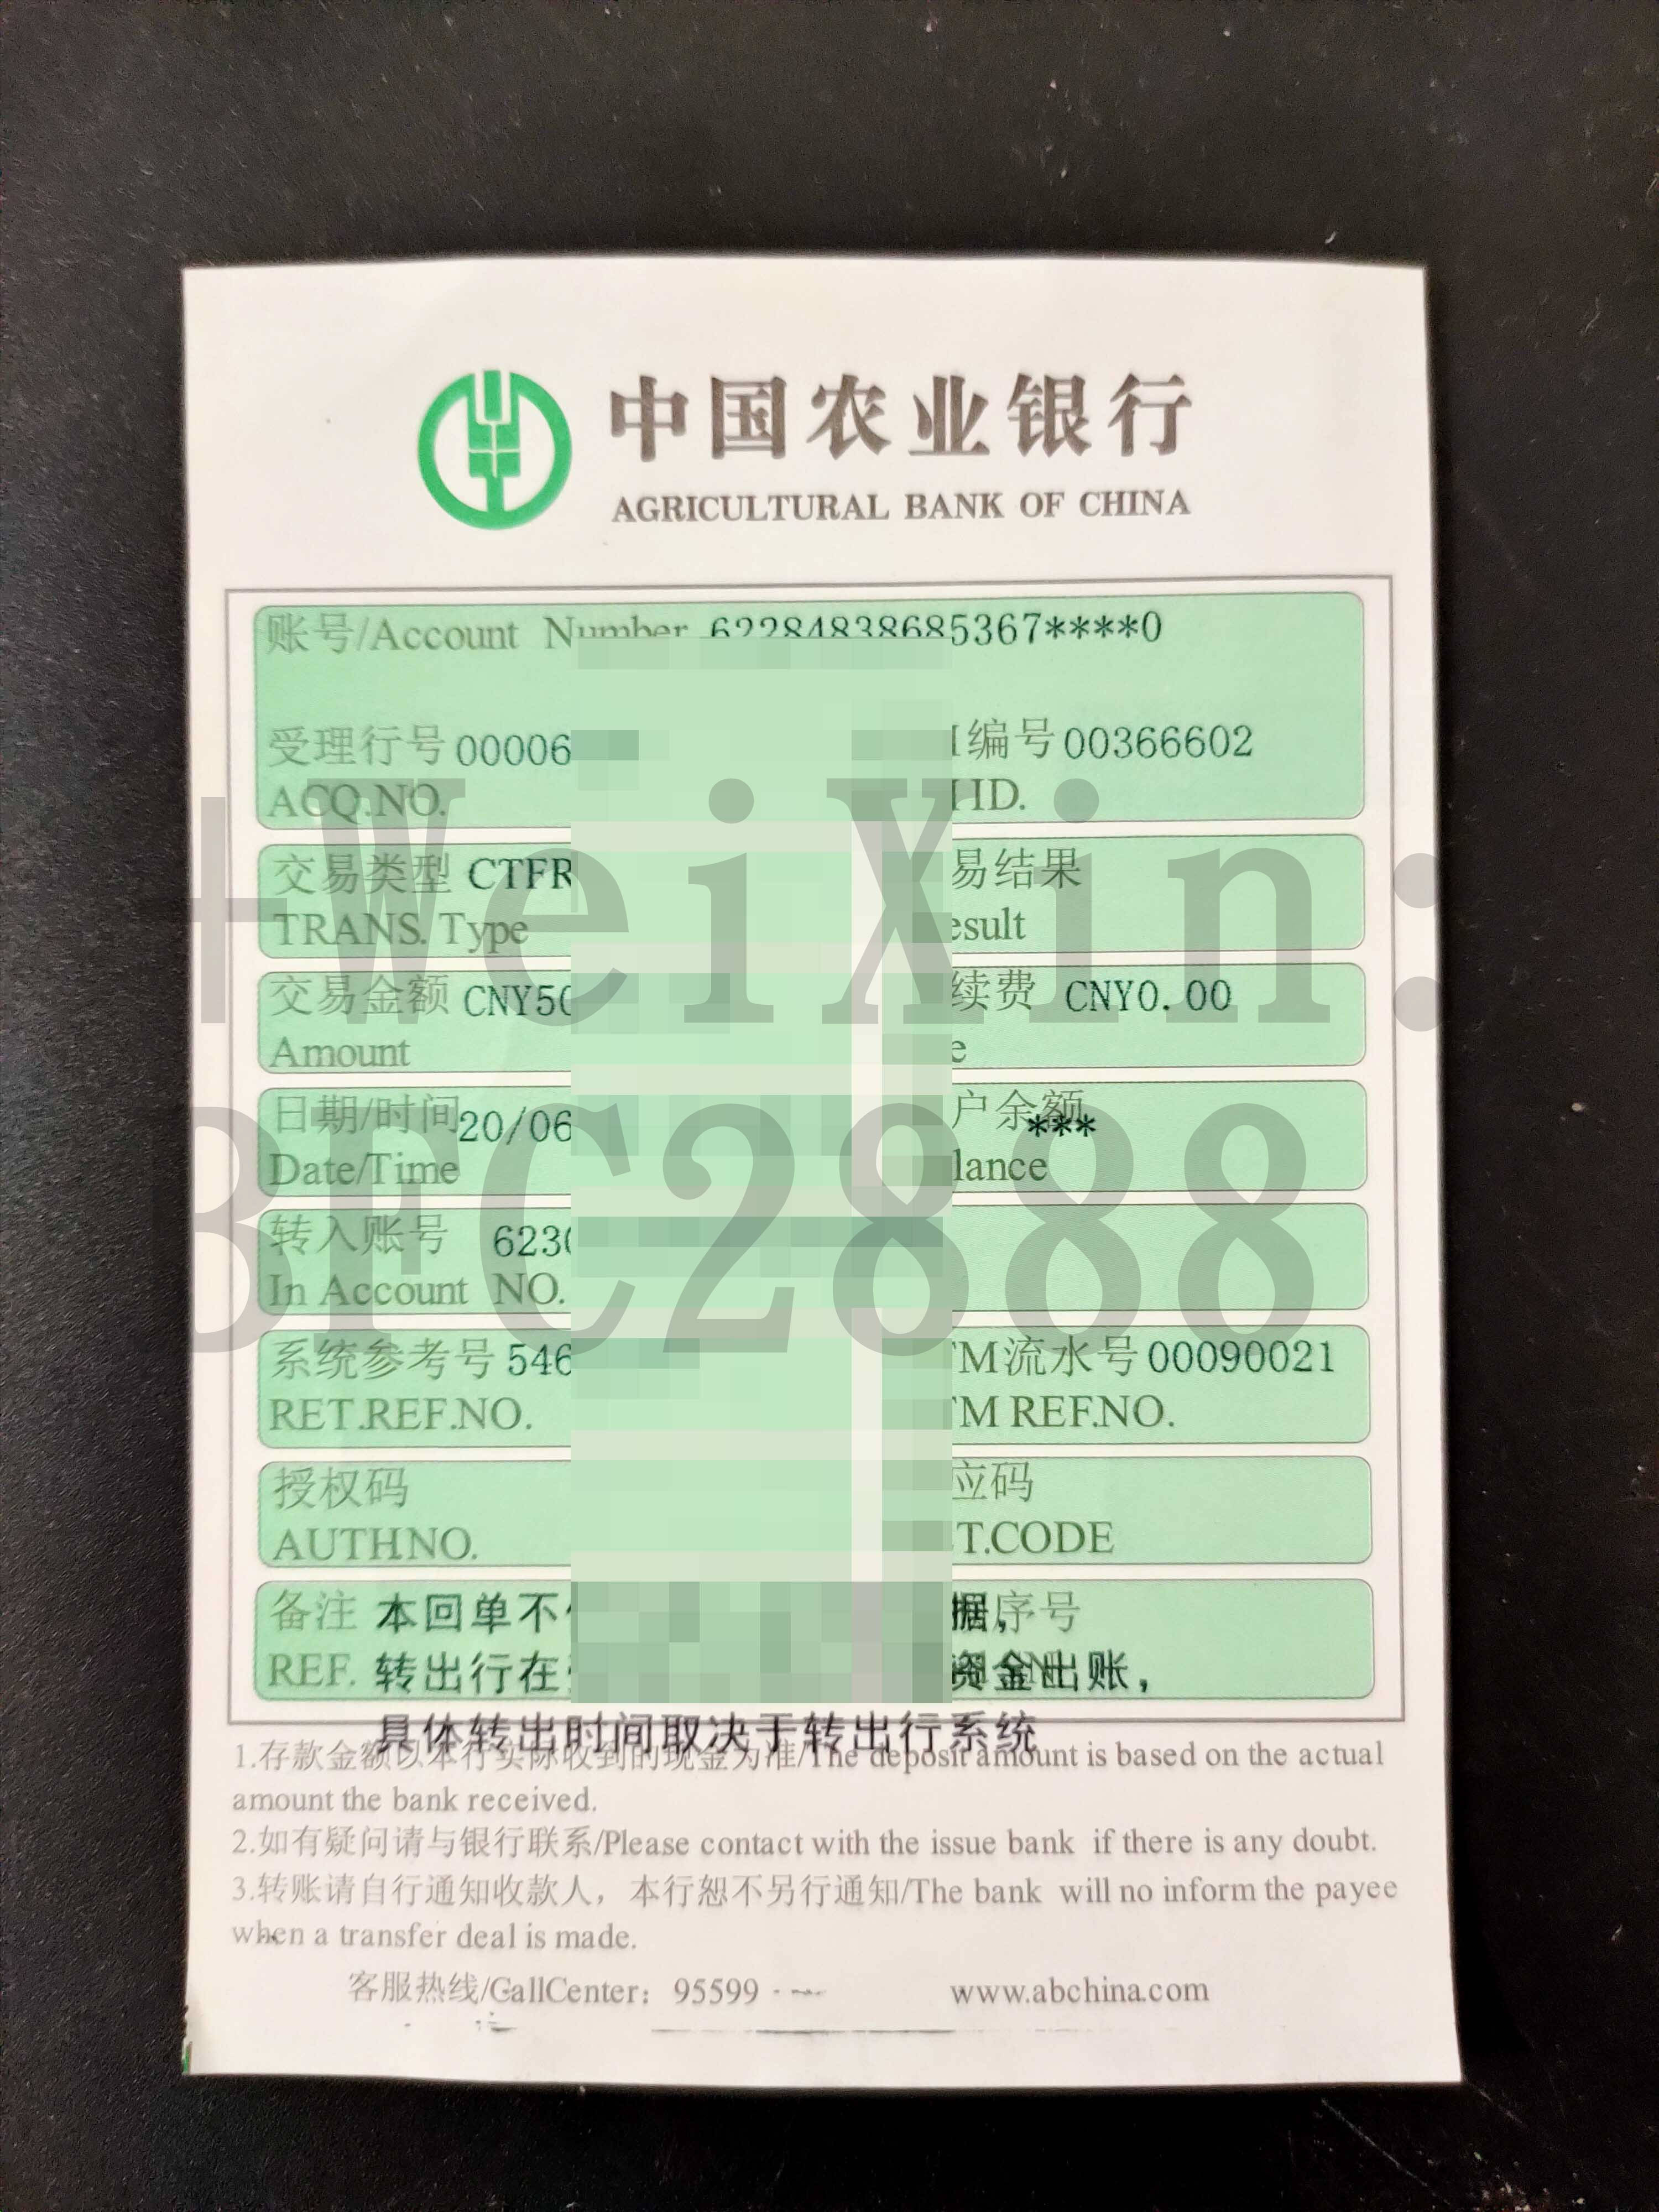 中国农业银行
AGRICULTURAL BANK OF CHINA
账号/Account Number 62284838685367****0
受理行号 00006
编号 00366602
ACQ.NO.
ID.
+WeiXin:
交易类型 CTFR
易结果
TRANS. Type
esult
交易金额 CNY50
续费 CNY0.00
Amount
e
日期/时间 20/06
户余额
***
Date/Time
lance
BFC2888
转入账号 6230
In Account NO.
系统参考号 546
TM流水号 00090021
RET.REF.NO.
TM REF.NO.
授权码
应码
AUTH.NO.
T.CODE
备注 本回单不
据,
序号
REF. 转出行在
资金出账,
具体转出时间取决于转出行系统
1.存款金额以本行实际收到的现金为准/The deposit amount is based on the actual
amount the bank received.
2.如有疑问请与银行联系/Please contact with the issue bank if there is any doubt.
3.转账请自行通知收款人，本行恕不另行通知/The bank will no inform the payee
when a transfer deal is made.
客服热线/CallCenter：95599
www.abchina.com